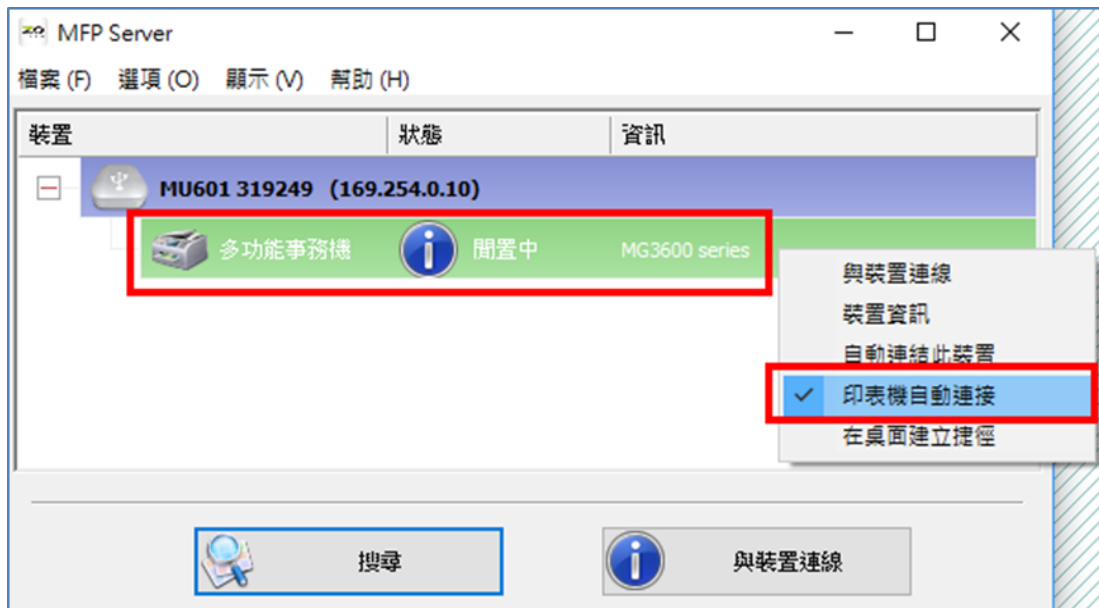 MFP Server
檔案 (F) 選項 (O) 顯示 (V) 幫助 (H)
裝置 狀態 資訊
MU601 319249 (169.254.0.10)
多功能事務機 閒置中 MG3600 series
與裝置連線
裝置資訊
自動連結此裝置
印表機自動連接
在桌面建立捷徑
搜尋 與裝置連線